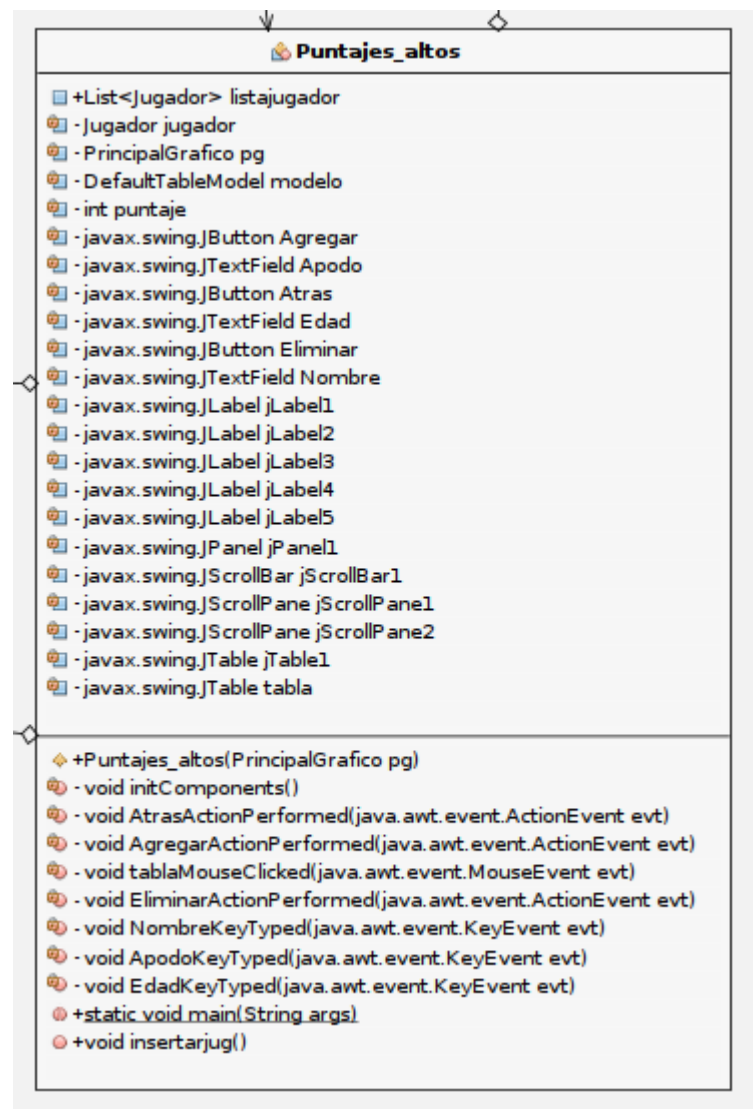 Puntajes_altos
+List<Jugador> listajugador
- Jugador jugador
- PrincipalGrafico pg
- DefaultTableModel modelo
- int puntaje
- javax.swing.JButton Agregar
- javax.swing.JTextField Apodo
- javax.swing.JButton Atras
- javax.swing.JTextField Edad
- javax.swing.JButton Eliminar
- javax.swing.JTextField Nombre
- javax.swing.JLabel jLabel1
- javax.swing.JLabel jLabel2
- javax.swing.JLabel jLabel3
- javax.swing.JLabel jLabel4
- javax.swing.JLabel jLabel5
- javax.swing.JPanel jPanel1
- javax.swing.JScrollBar jScrollBar1
- javax.swing.JScrollPane jScrollPane1
- javax.swing.JScrollPane jScrollPane2
- javax.swing.JTable jTable1
- javax.swing.JTable tabla
+Puntajes_altos(PrincipalGrafico pg)
- void initComponents()
- void AtrasActionPerformed(java.awt.event.ActionEvent evt)
- void AgregarActionPerformed(java.awt.event.ActionEvent evt)
- void tablaMouseClicked(java.awt.event.MouseEvent evt)
- void EliminarActionPerformed(java.awt.event.ActionEvent evt)
- void NombreKeyTyped(java.awt.event.KeyEvent evt)
- void ApodoKeyTyped(java.awt.event.KeyEvent evt)
- void EdadKeyTyped(java.awt.event.KeyEvent evt)
+static void main(String args)
+void insertarjug()